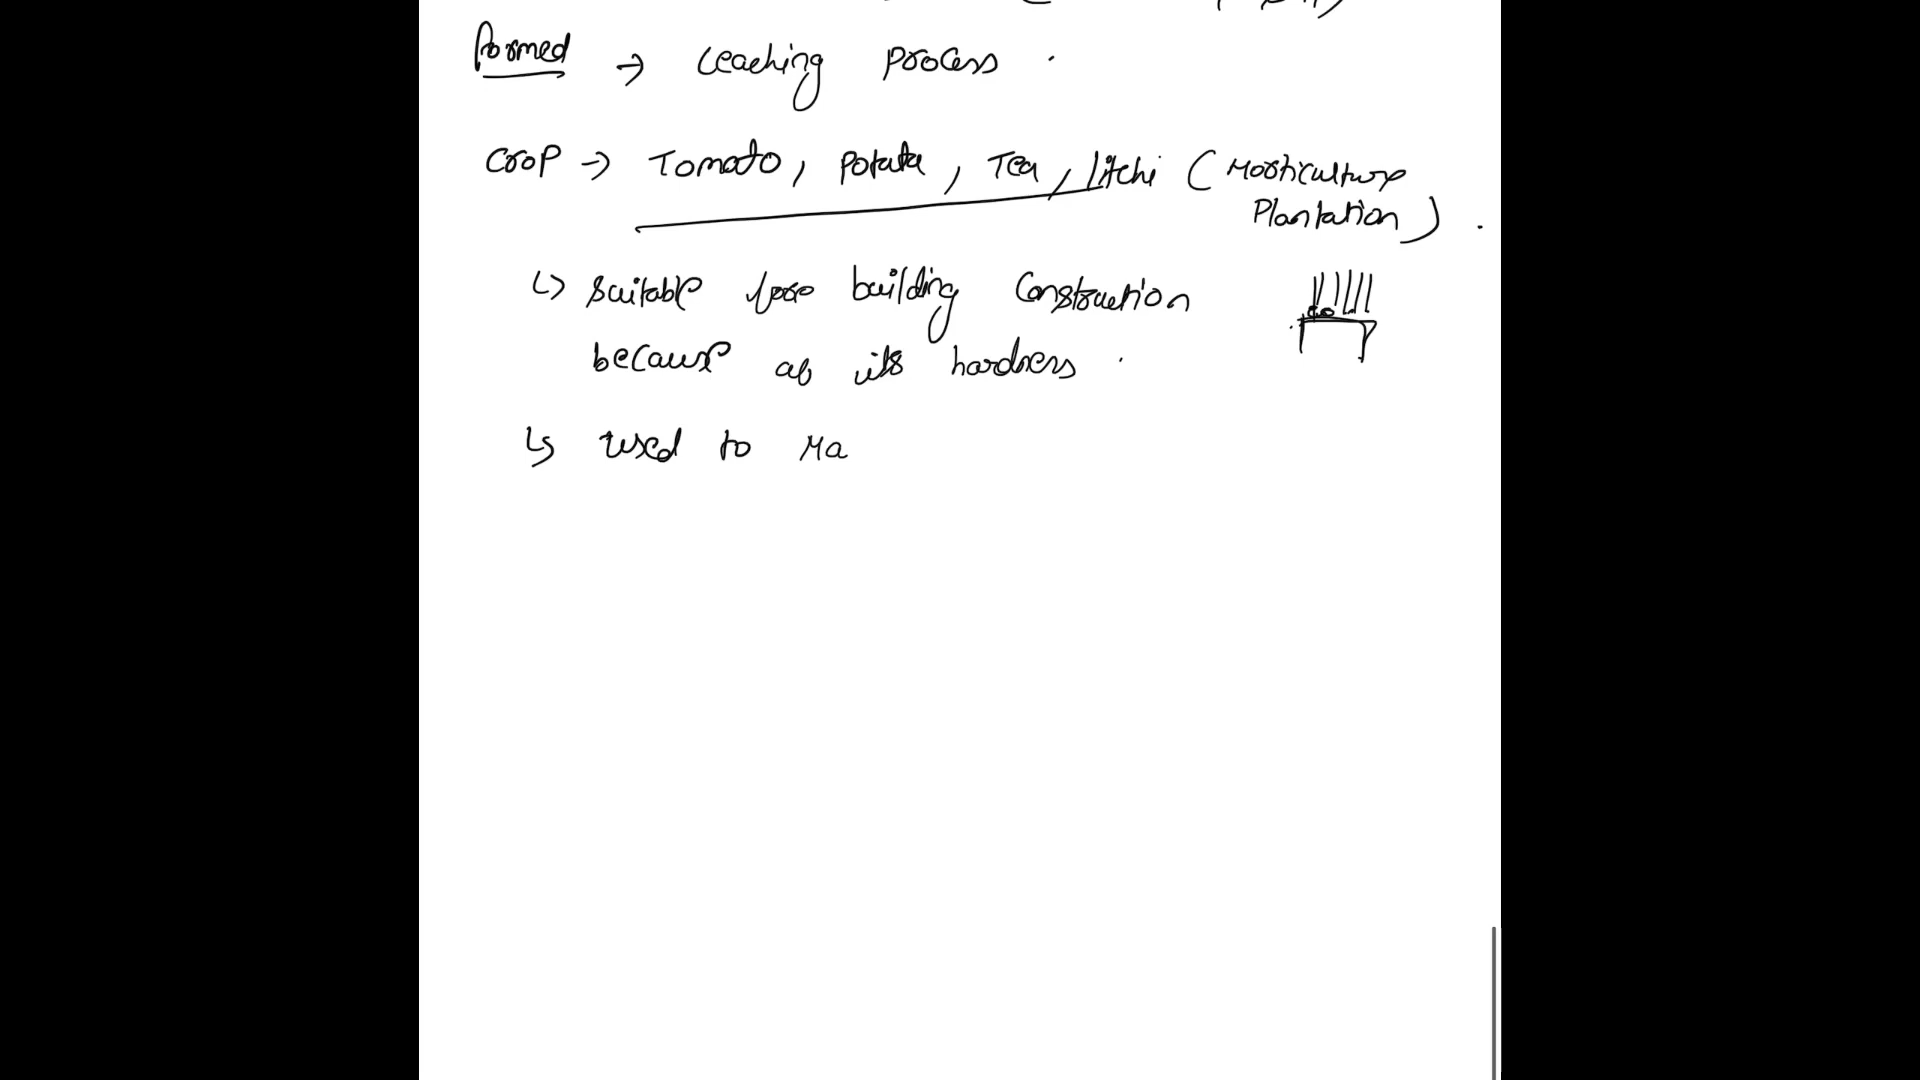 Formed → Leaching process .
Crop → Tomato, Potato, Tea, litchi ( Horticulture
Plantation ) .
↳ suitable for building Construction
because of its hardness .
↳ used to Ma